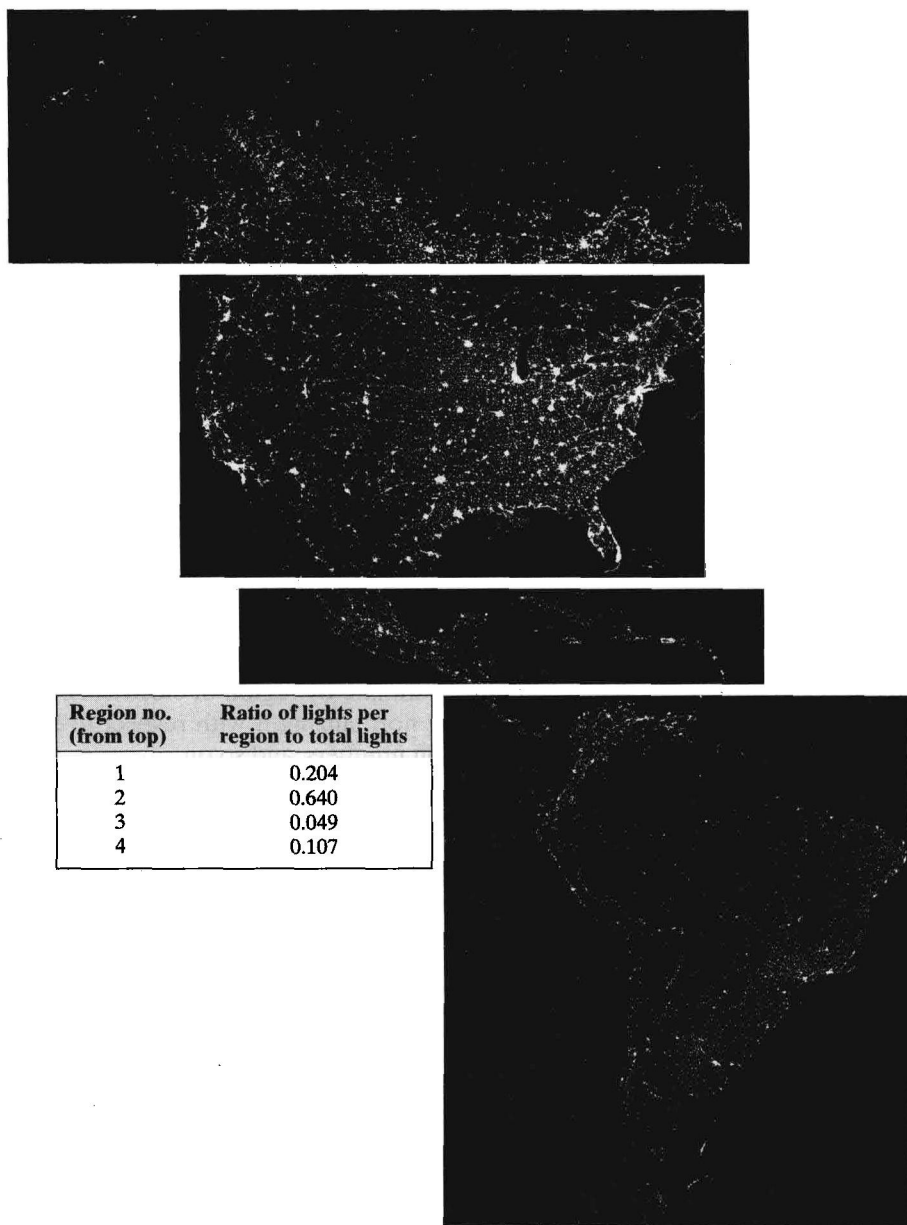 Region no. Ratio of lights per
(from top) region to total lights
1 0.204
2 0.640
3 0.049
4 0.107